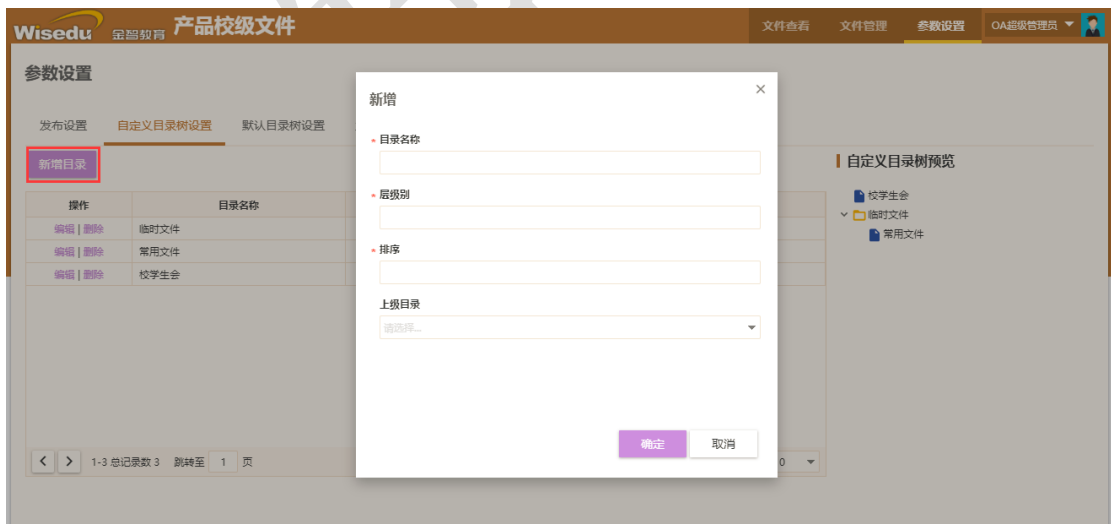 Wisedu 金智教育 产品校级文件 文件查看 文件管理 参数设置 OA超级管理员
参数设置
发布设置 自定义目录树设置 默认目录树设置
新增目录
操作 目录名称
编辑 | 删除 临时文件
编辑 | 删除 常用文件
编辑 | 删除 校学生会
1-3 总记录数 3 跳转至 1 页
新增 ×
* 目录名称
* 层级别
* 排序
上级目录
请选择...
确定 取消
0
自定义目录树预览
校学生会
临时文件
常用文件